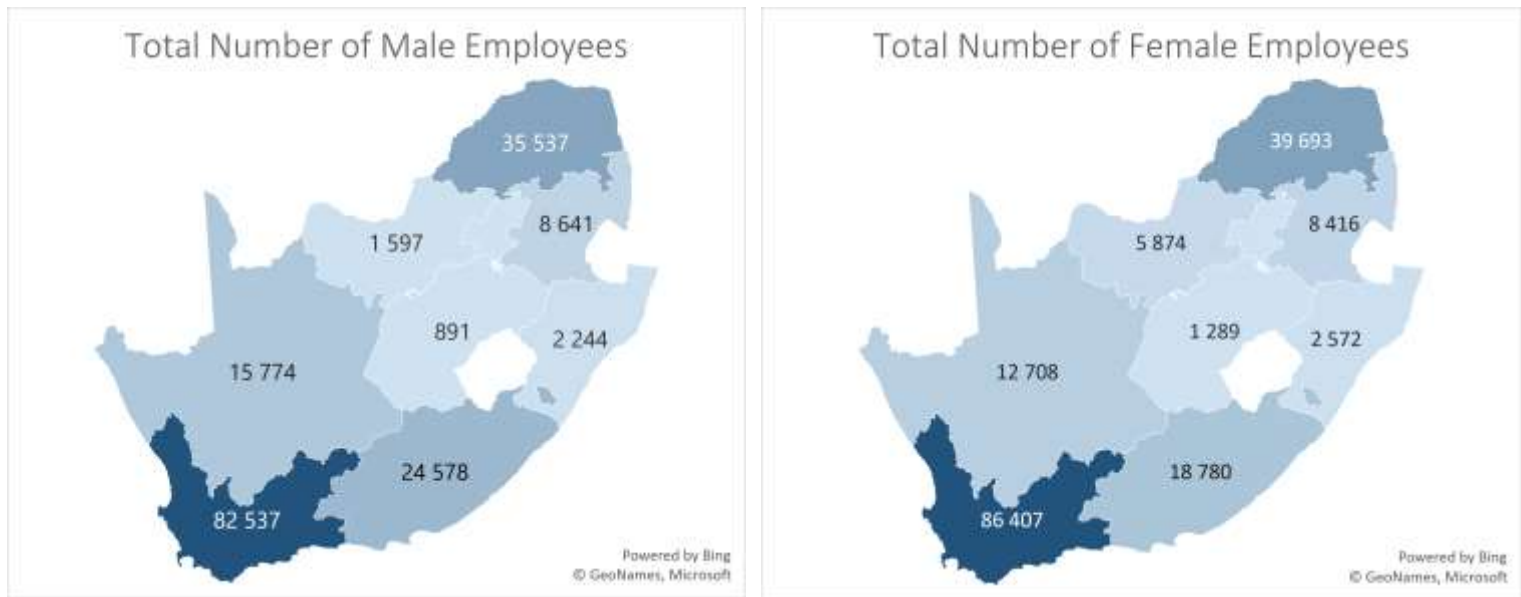 Total Number of Male Employees
35 537
8 641
1 597
891
2 244
15 774
24 578
82 537
Powered by Bing
© GeoNames, Microsoft
Total Number of Female Employees
39 693
8 416
5 874
1 289
2 572
12 708
18 780
86 407
Powered by Bing
© GeoNames, Microsoft